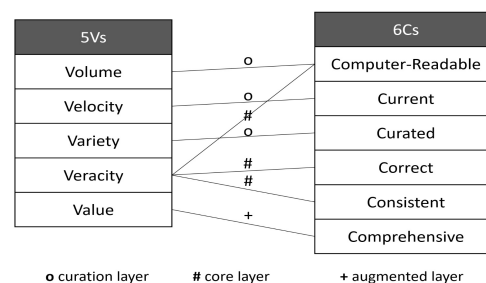 5Vs
Volume
Velocity
Variety
Veracity
Value
o
o
#
o
#
#
+
6Cs
Computer-Readable
Current
Curated
Correct
Consistent
Comprehensive
o curation layer # core layer + augmented layer